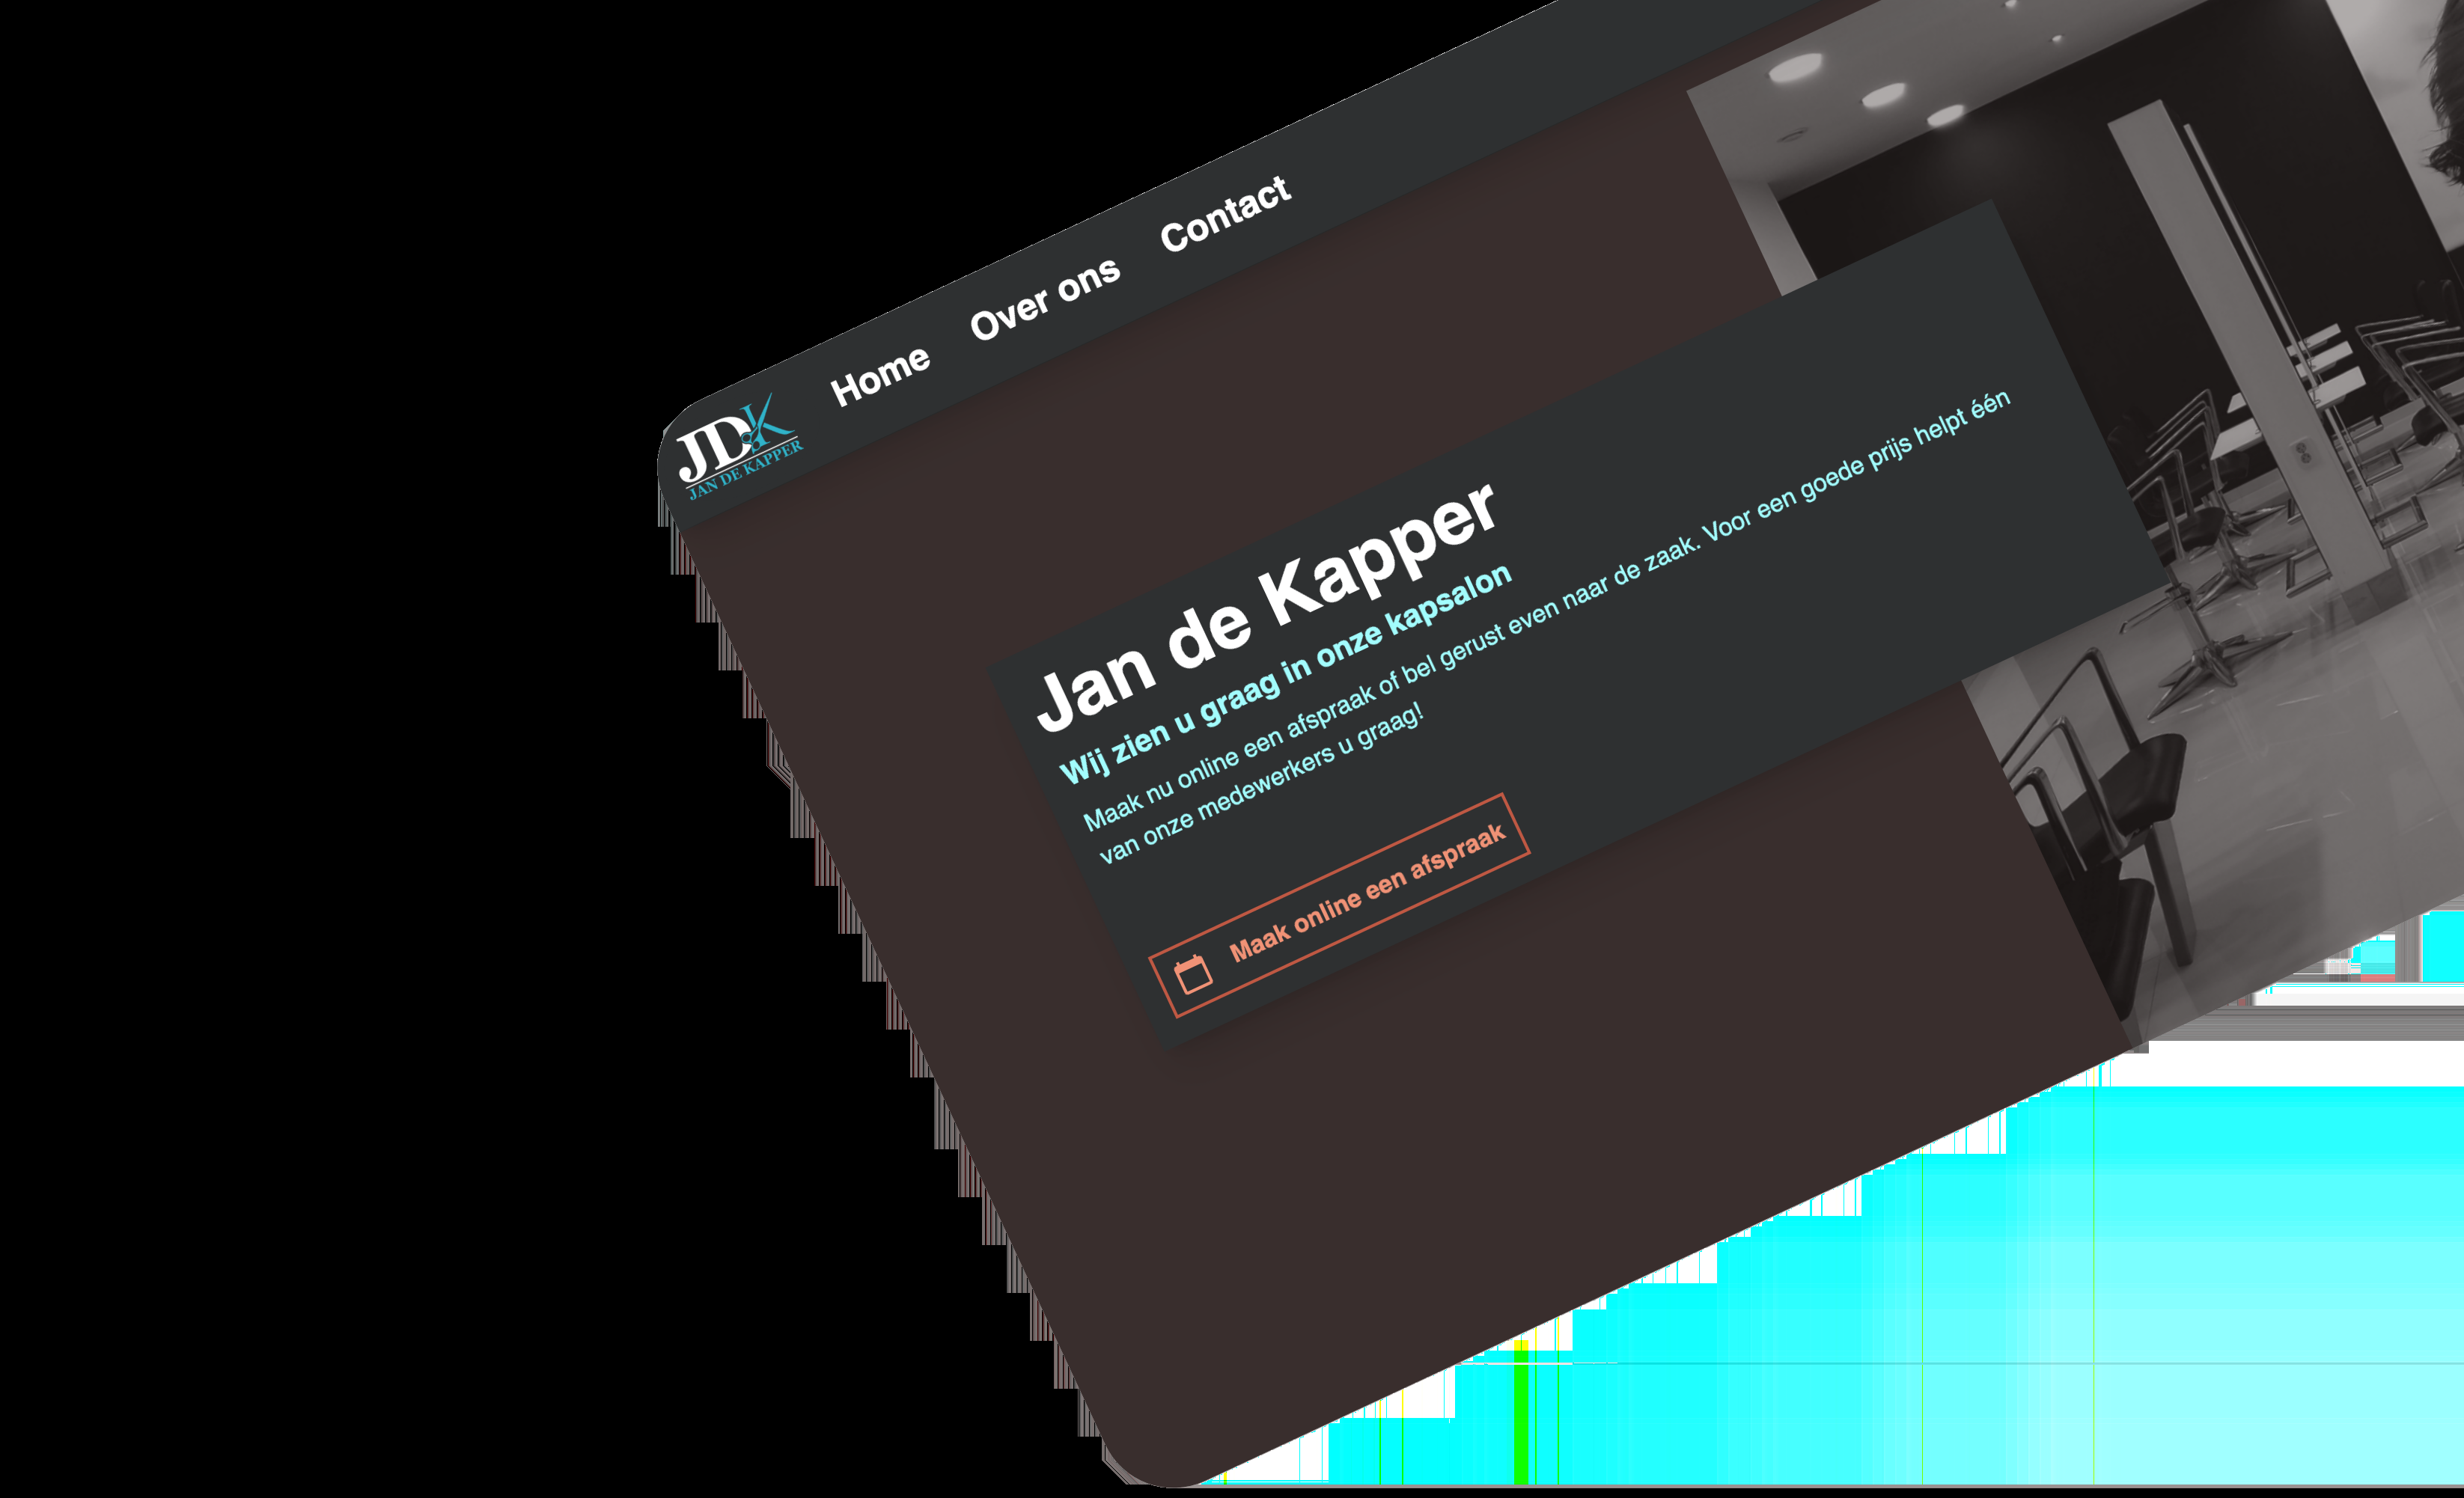 JDK
JAN DE KAPPER
Home
Over ons
Contact
Jan de Kapper
Wij zien u graag in onze kapsalon
Maak nu online een afspraak of bel gerust even naar de zaak. Voor een goede prijs helpt één
van onze medewerkers u graag!
Maak online een afspraak